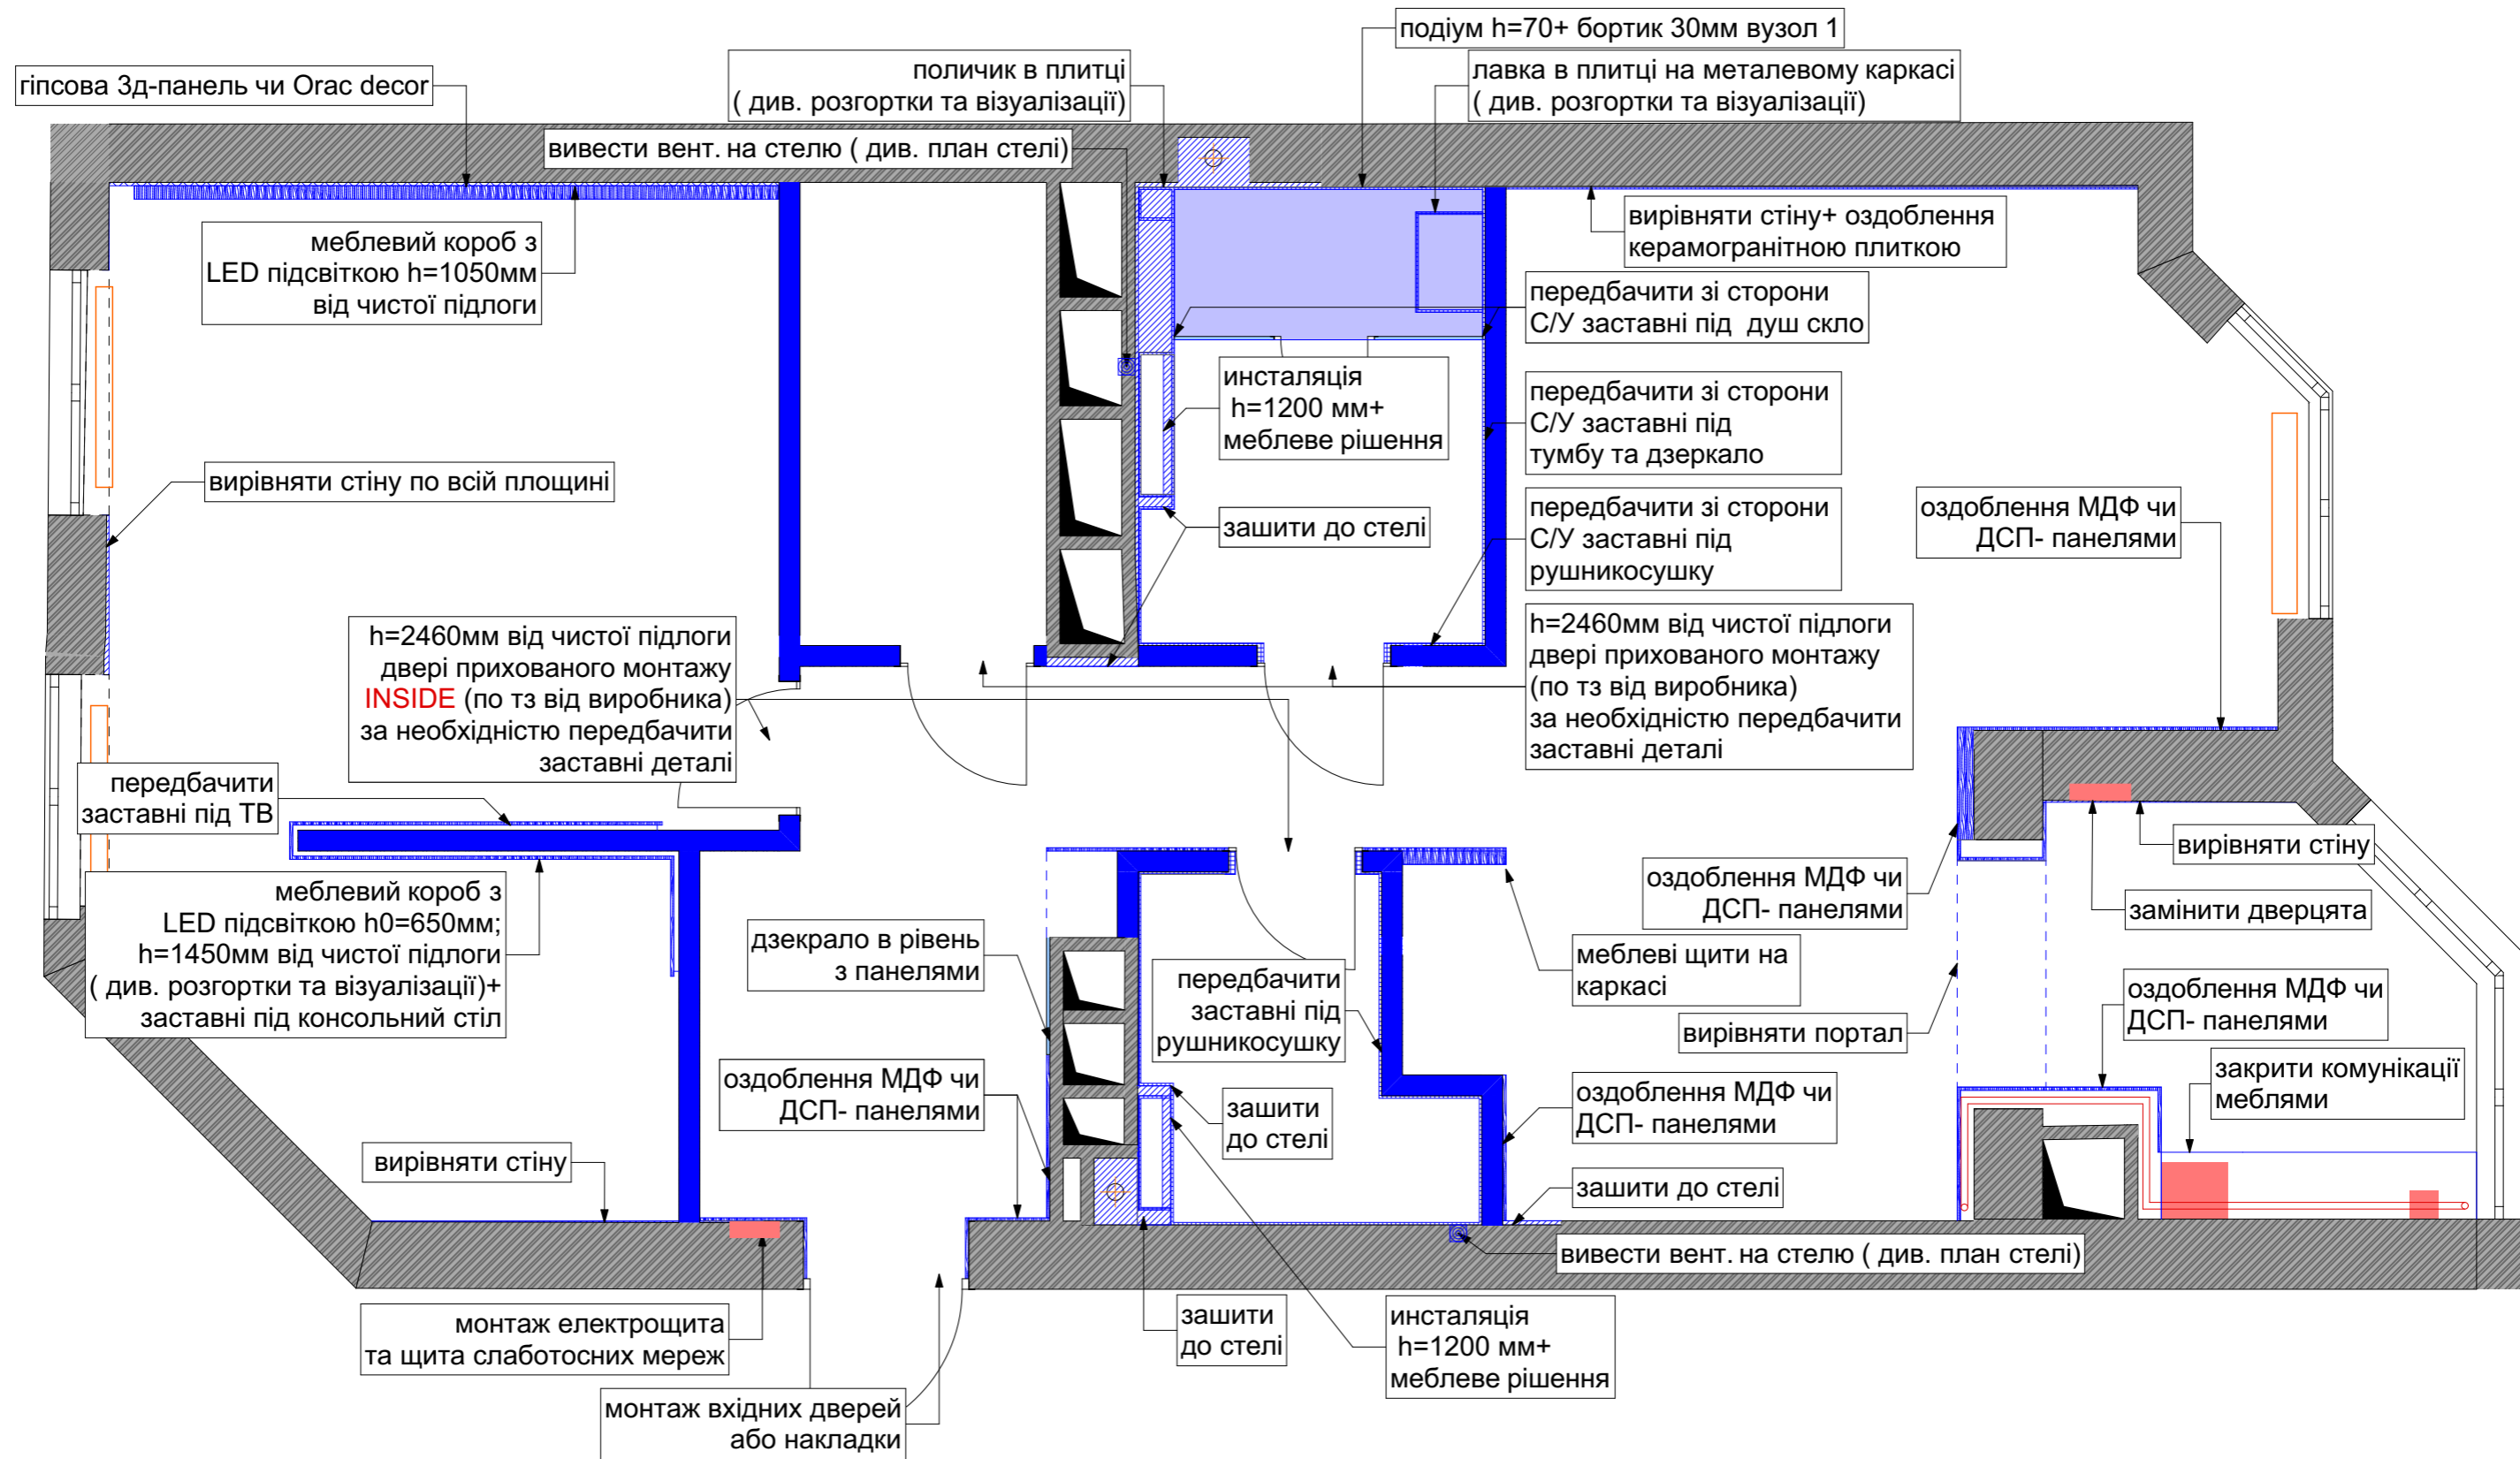 подіум h=70+ бортик 30мм вузол 1
гіпсова 3д-панель чи Orac decor
поличик в плитці
( див. розгортки та візуалізації)
лавка в плитці на металевому каркасі
( див. розгортки та візуалізації)
вивести вент. на стелю ( див. план стелі)
меблевий короб з
LED підсвіткою h=1050мм
від чистої підлоги
вирівняти стіну+ оздоблення
керамогранітною плиткою
передбачити зі сторони
С/У заставні під душ скло
инсталяція
h=1200 мм+
меблеве рішення
передбачити зі сторони
С/У заставні під
тумбу та дзеркало
вирівняти стіну по всій площині
зашити до стелі
передбачити зі сторони
С/У заставні під
рушникосушку
оздоблення МДФ чи
ДСП- панелями
h=2460мм від чистої підлоги
двері прихованого монтажу
INSIDE (по тз від виробника)
за необхідністю передбачити
заставні деталі
h=2460мм від чистої підлоги
двері прихованого монтажу
(по тз від виробника)
за необхідністю передбачити
заставні деталі
передбачити
заставні під ТВ
вирівняти стіну
меблевий короб з
LED підсвіткою h0=650мм;
h=1450мм від чистої підлоги
( див. розгортки та візуалізації)+
заставні під консольний стіл
дзекрало в рівень
з панелями
передбачити
заставні під
рушникосушку
меблеві щити на
каркасі
оздоблення МДФ чи
ДСП- панелями
замінити дверцята
вирівняти портал
оздоблення МДФ чи
ДСП- панелями
закрити комунікації
меблями
оздоблення МДФ чи
ДСП- панелями
зашити
до стелі
оздоблення МДФ чи
ДСП- панелями
вирівняти стіну
зашити до стелі
вивести вент. на стелю ( див. план стелі)
монтаж електрощита
та щита слаботосних мереж
зашити
до стелі
инсталяція
h=1200 мм+
меблеве рішення
монтаж вхідних дверей
або накладки